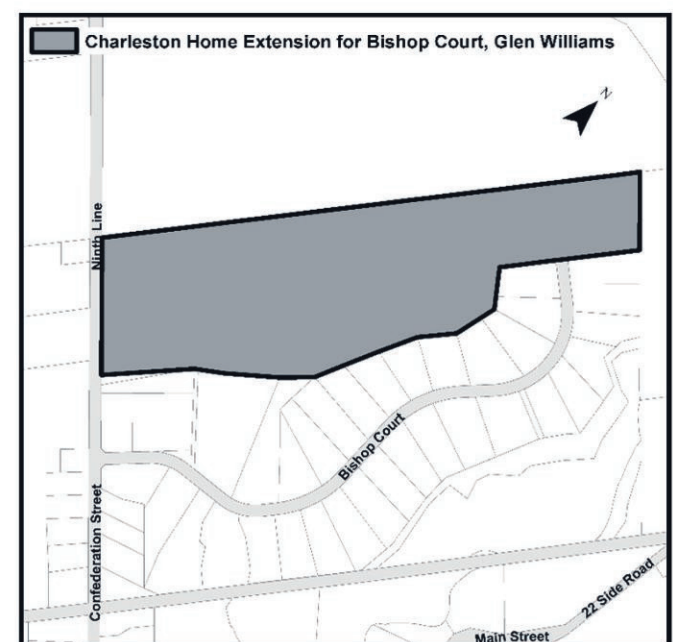 Charleston Home Extension for Bishop Court, Glen Williams
N
Ninth Line
Bishop Court
Confederation Street
22 Side Road
Main Street